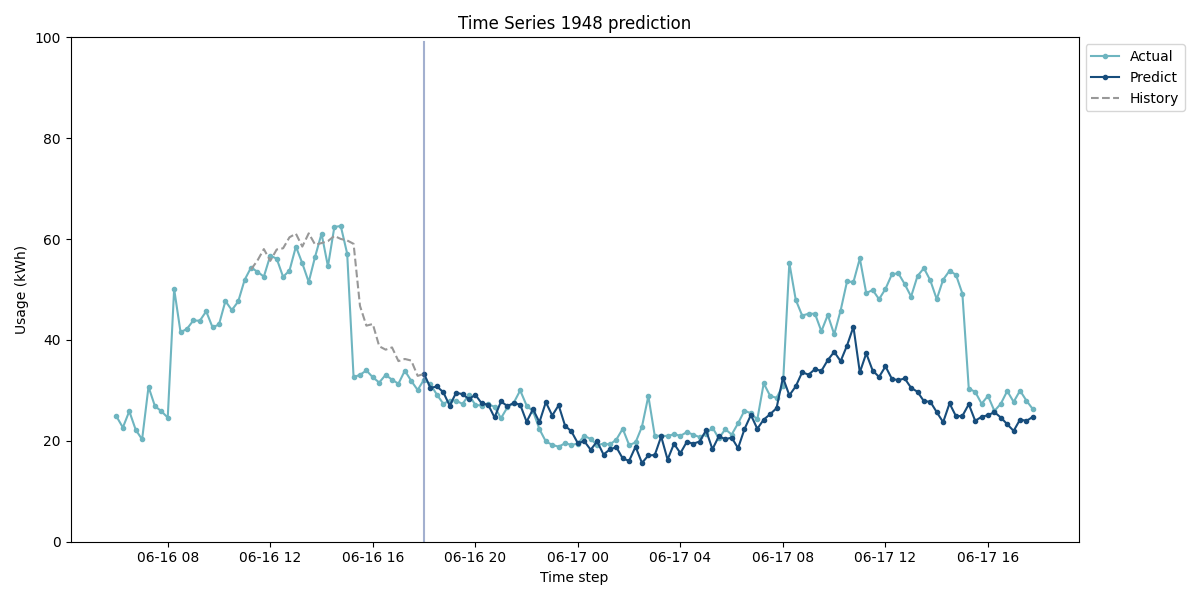 Time Series 1948 prediction
Usage (kWh)
100
80
60
40
20
0
06-16 08
06-16 12
06-16 16
06-16 20
06-17 00
06-17 04
06-17 08
06-17 12
06-17 16
Time step
Actual
Predict
History